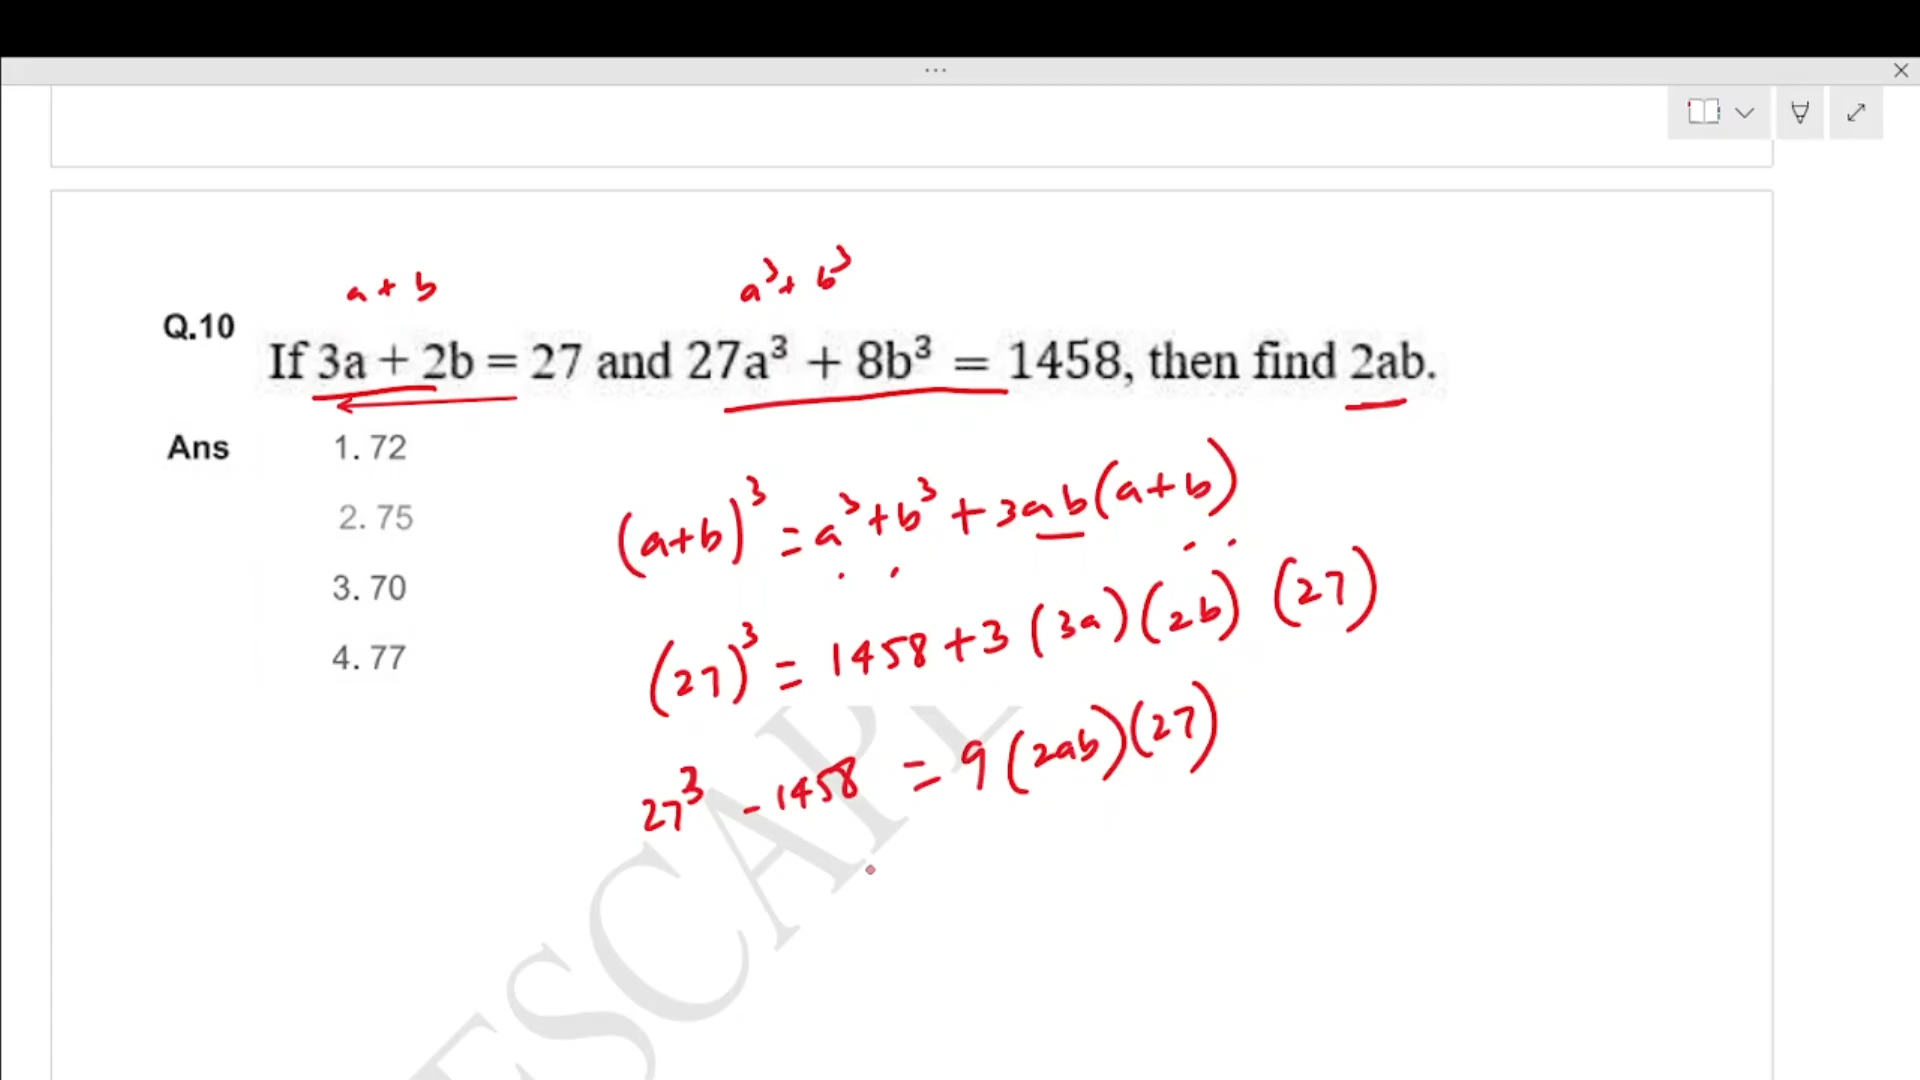 a + b
a³ + b³
Q.10 If 3a + 2b = 27 and 27a³ + 8b³ = 1458, then find 2ab.
Ans 1. 72
2. 75
3. 70
4. 77
(a+b)³ = a³+b³ + 3ab(a+b)
(27)³ = 1458 + 3 (3a)(2b) (27)
27³ - 1458 = 9 (2ab)(27)